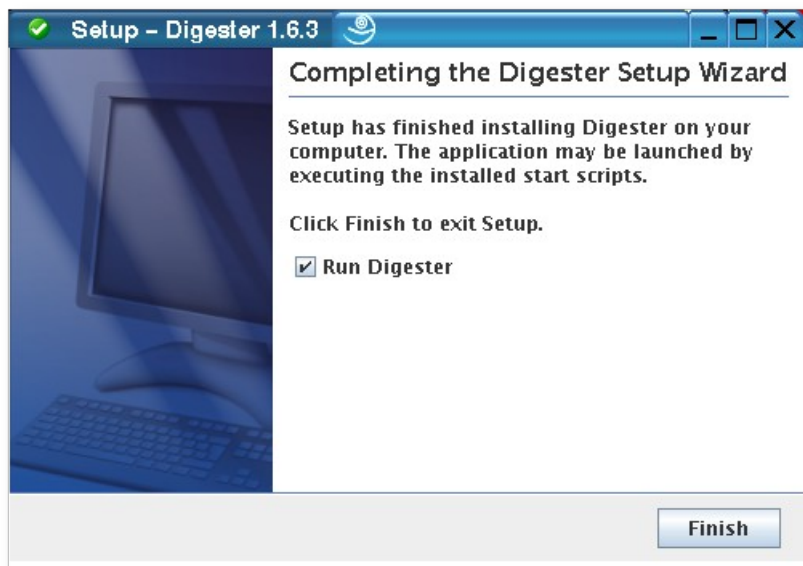 Setup – Digester 1.6.3
Completing the Digester Setup Wizard
Setup has finished installing Digester on your
computer. The application may be launched by
executing the installed start scripts.
Click Finish to exit Setup.
Run Digester
Finish